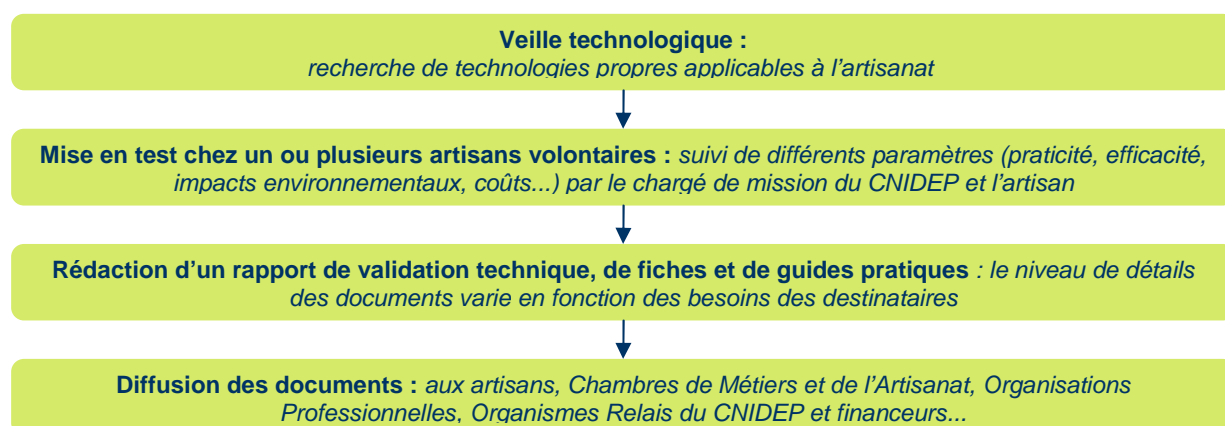 Veille technologique :
recherche de technologies propres applicables à l’artisanat
Mise en test chez un ou plusieurs artisans volontaires : suivi de différents paramètres (praticité, efficacité,
impacts environnementaux, coûts...) par le chargé de mission du CNIDEP et l’artisan
Rédaction d’un rapport de validation technique, de fiches et de guides pratiques : le niveau de détails
des documents varie en fonction des besoins des destinataires
Diffusion des documents : aux artisans, Chambres de Métiers et de l’Artisanat, Organisations
Professionnelles, Organismes Relais du CNIDEP et financeurs...